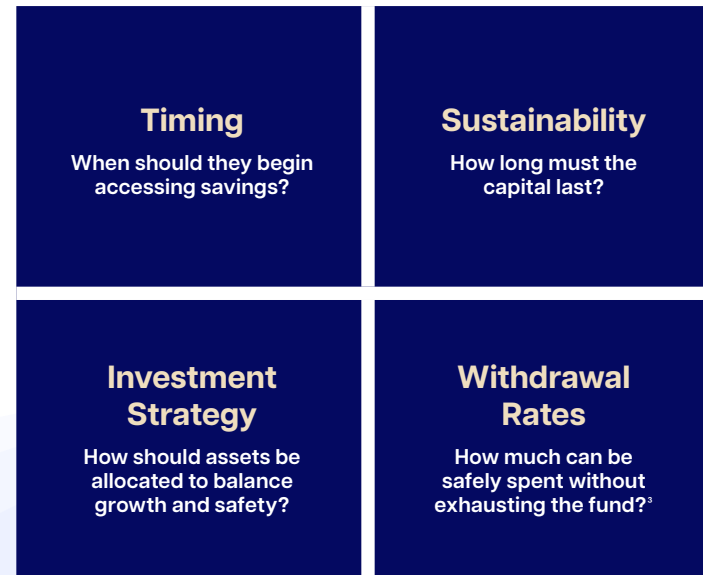 Timing
When should they begin
accessing savings?
Sustainability
How long must the
capital last?
Investment
Strategy
How should assets be
allocated to balance
growth and safety?
Withdrawal
Rates
How much can be
safely spent without
exhausting the fund?³